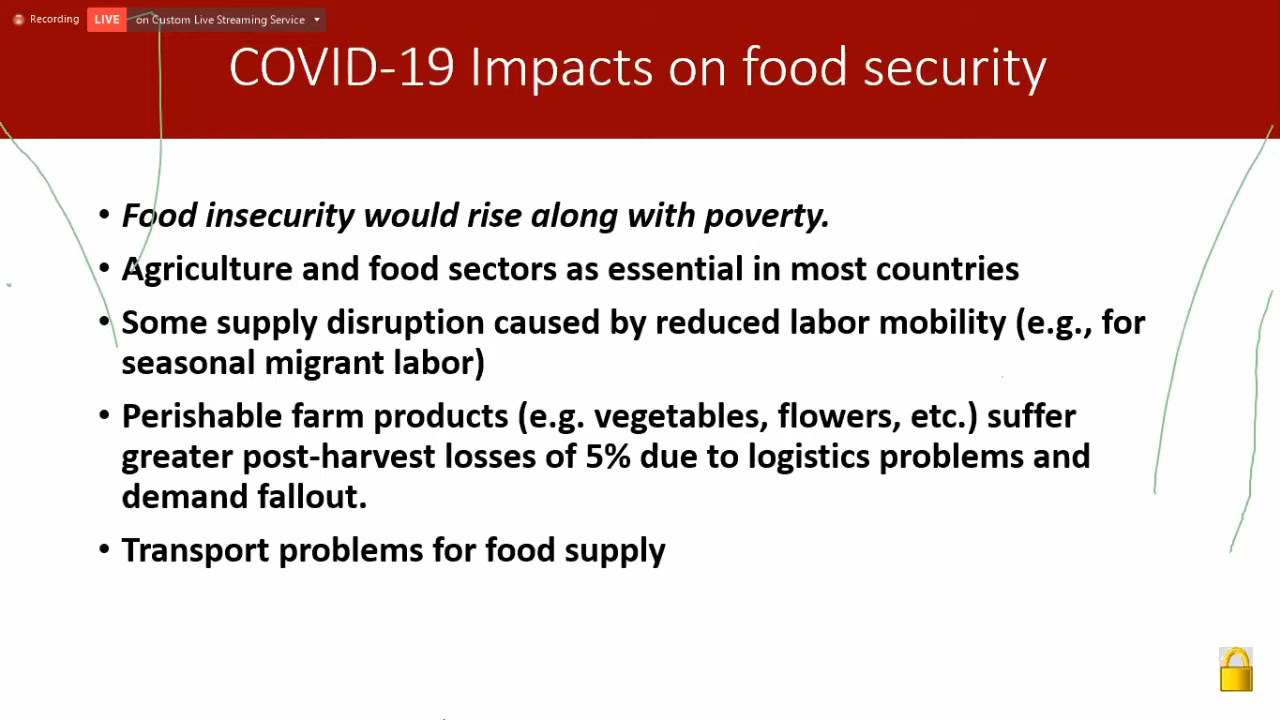 Recording LIVE on Custom Live Streaming Service
COVID-19 Impacts on food security
• Food insecurity would rise along with poverty.
• Agriculture and food sectors as essential in most countries
• Some supply disruption caused by reduced labor mobility (e.g., for
seasonal migrant labor)
• Perishable farm products (e.g. vegetables, flowers, etc.) suffer
greater post-harvest losses of 5% due to logistics problems and
demand fallout.
• Transport problems for food supply